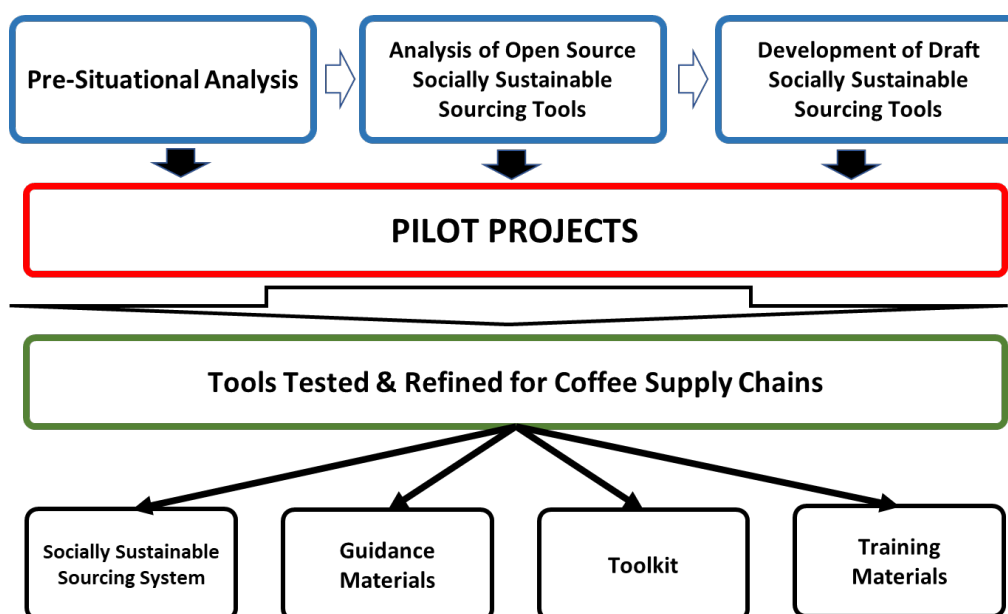 Pre-Situational Analysis
Analysis of Open Source
Socially Sustainable
Sourcing Tools
Development of Draft
Socially Sustainable
Sourcing Tools
PILOT PROJECTS
Tools Tested & Refined for Coffee Supply Chains
Socially Sustainable
Sourcing System
Guidance
Materials
Toolkit
Training
Materials